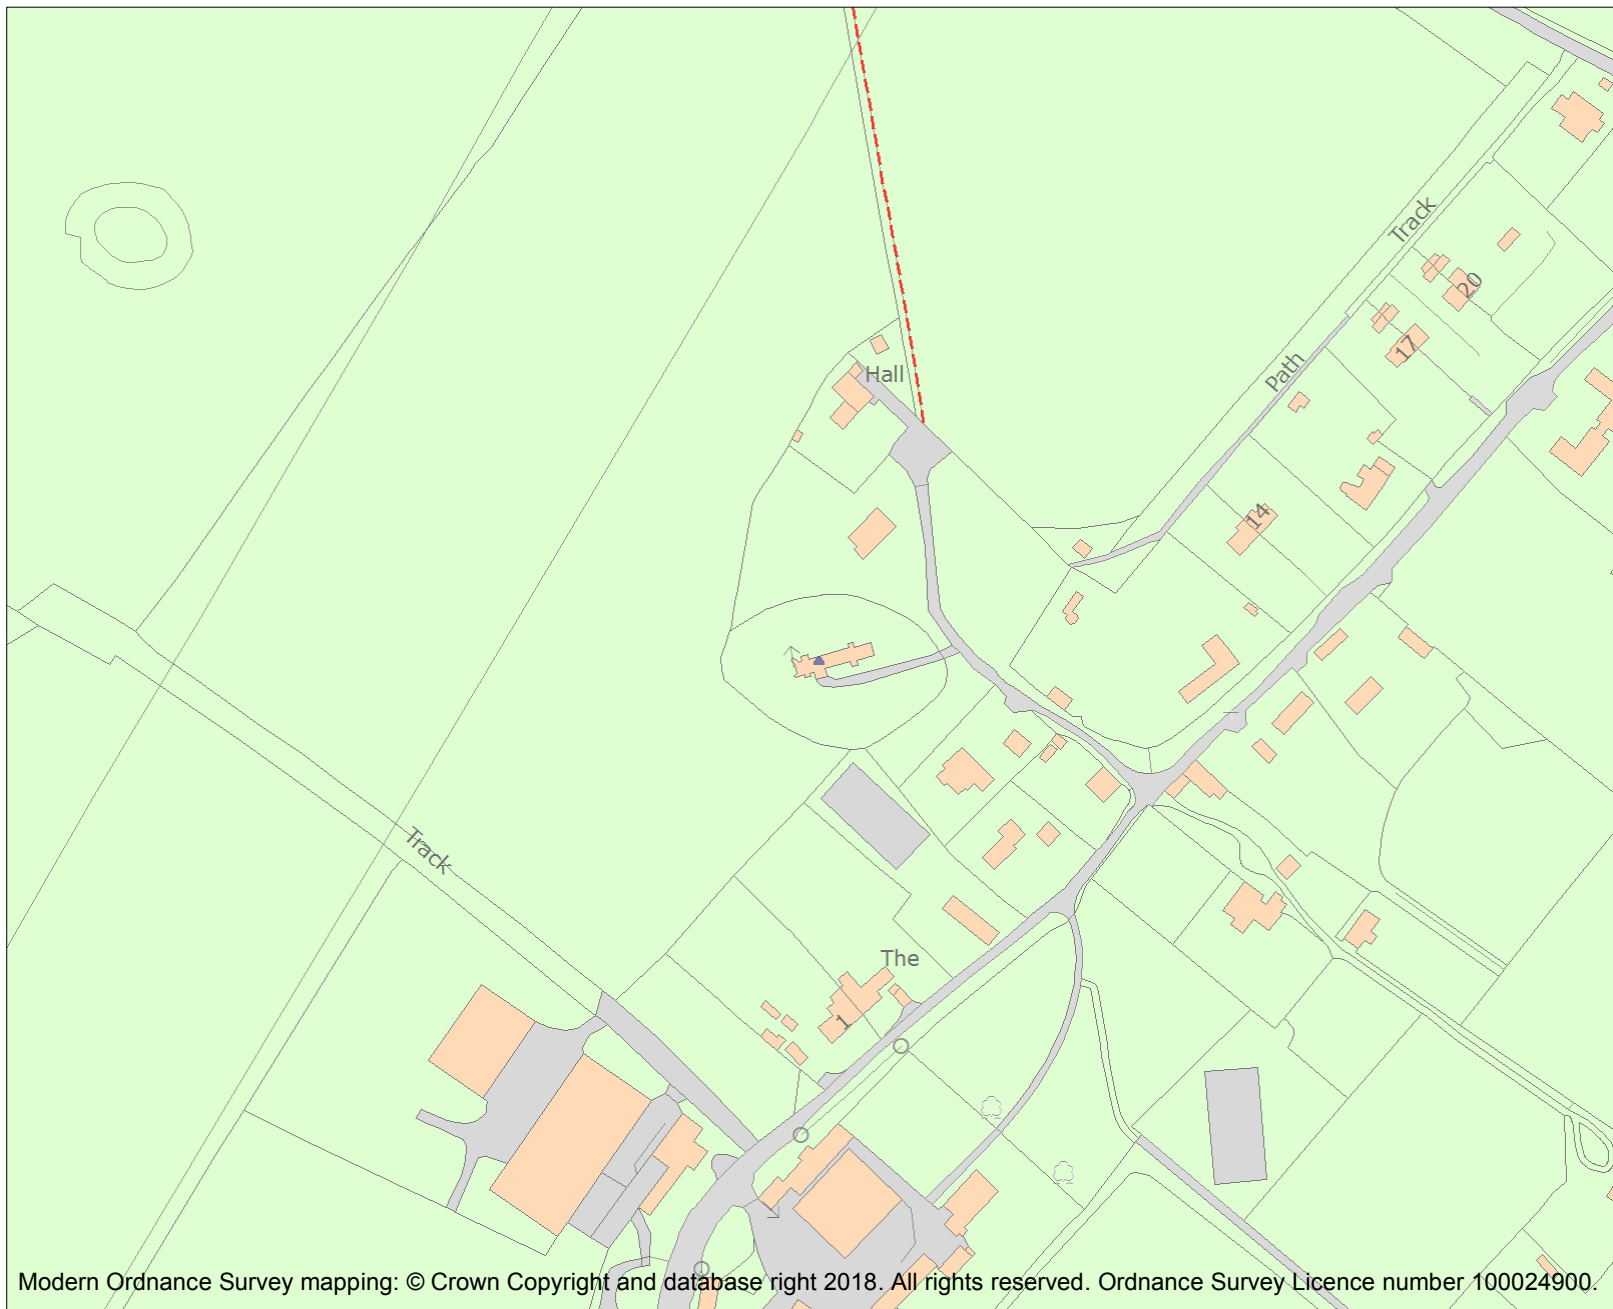 Track
20
17
Path
Hall
14
Track
The
1
Modern Ordnance Survey mapping: © Crown Copyright and database right 2018. All rights reserved. Ordnance Survey Licence number 100024900.